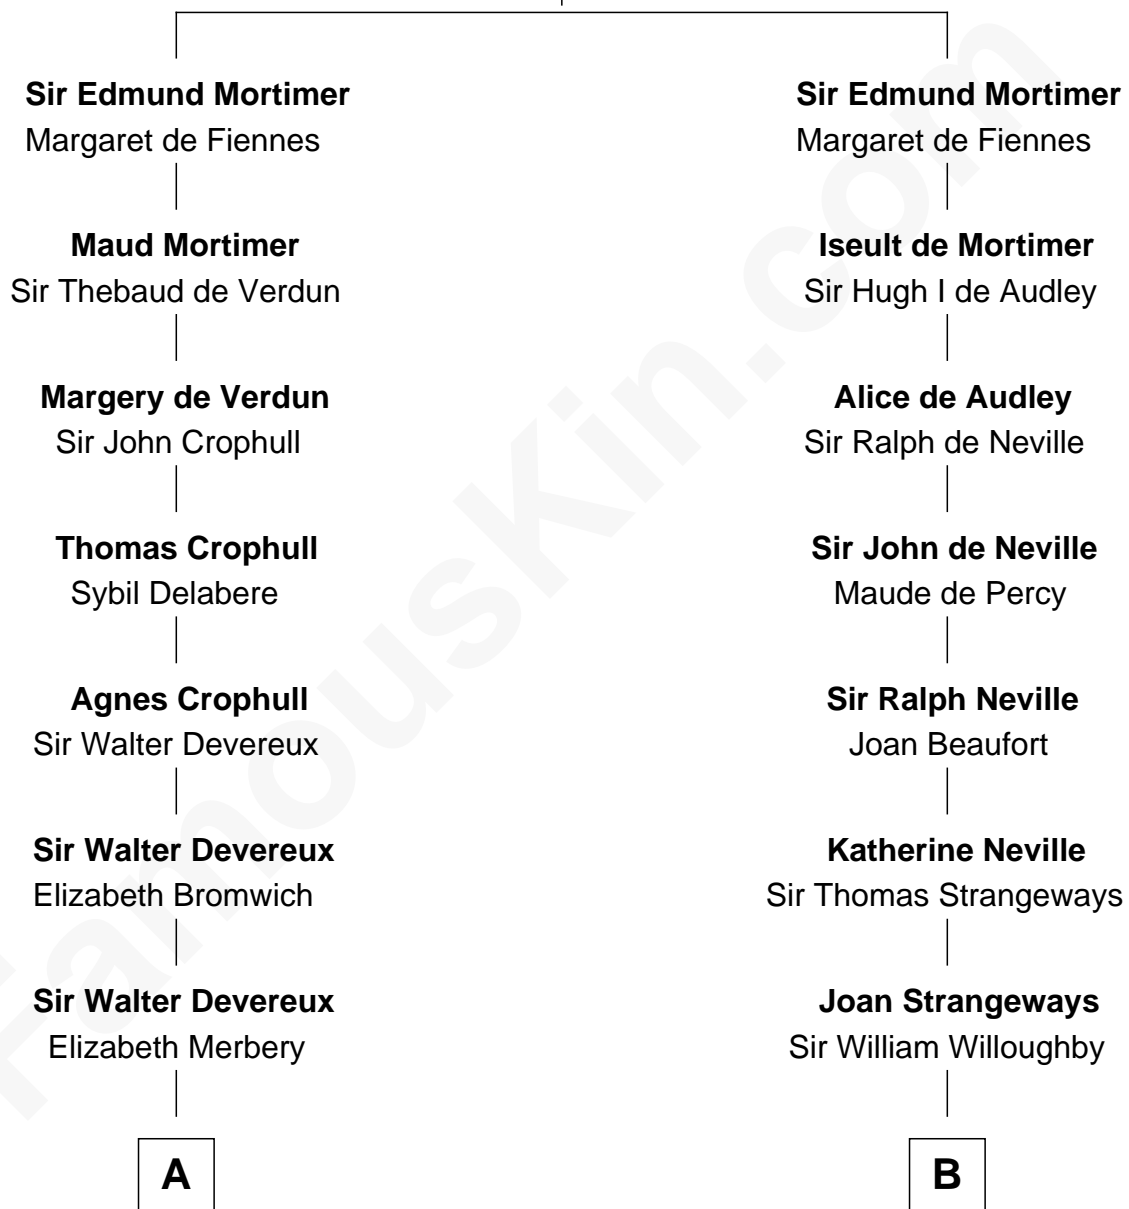 Sir Edmund Mortimer
Margaret de Fiennes
Maud Mortimer
Sir Thebaud de Verdun
Margery de Verdun
Sir John Crophull
Thomas Crophull
Sybil Delabere
Agnes Crophull
Sir Walter Devereux
Sir Walter Devereux
Elizabeth Bromwich
Sir Walter Devereux
Elizabeth Merbery
A
Sir Edmund Mortimer
Margaret de Fiennes
Iseult de Mortimer
Sir Hugh I de Audley
Alice de Audley
Sir Ralph de Neville
Sir John de Neville
Maude de Percy
Sir Ralph Neville
Joan Beaufort
Katherine Neville
Sir Thomas Strangeways
Joan Strangeways
Sir William Willoughby
B
FamousKin.com